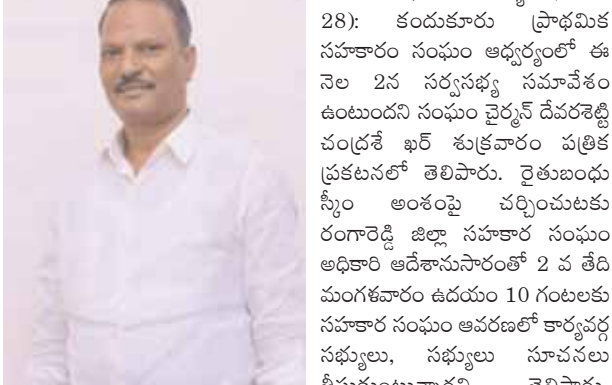 28): కందుకూరు ప్రాథమిక
సహకారం సంఘం ఆధ్వర్యంలో ఈ
నెల 2న సర్వసభ్య సమావేశం
ఉంటుందని సంఘం చైర్మన్ దేవరశెట్టి
చంద్రశే ఖర్ శుక్రవారం పత్రిక
ప్రకటనలో తెలిపారు. రైతుబంధు
స్కీం అంశంపై చర్చించుటకు
రంగారెడ్డి జిల్లా సహకార సంఘం
అధికారి ఆదేశానుసారంతో 2 వ తేది
మంగళవారం ఉదయం 10 గంటలకు
సహకార సంఘం ఆవరణలో కార్యవర్గ
సభ్యులు, సభ్యులు సూచనలు